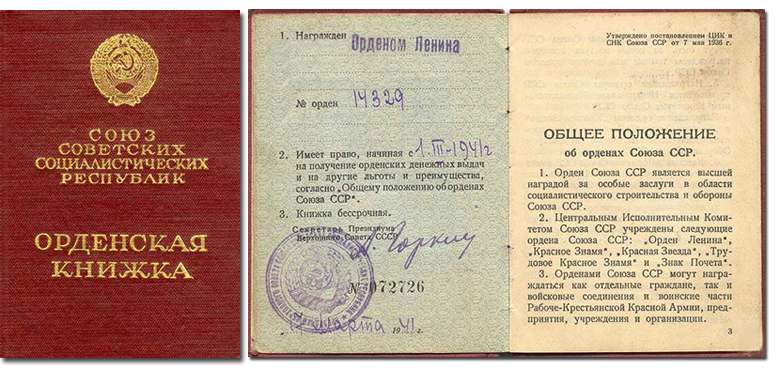 СОЮЗ
СОВЕТСКИХ
СОЦИАЛИСТИЧЕСКИХ
РЕСПУБЛИК
ОРДЕНСКАЯ
КНИЖКА
1. Награжден Орденом Ленина
№ орден 14329
2. Имеет право, начиная с 1.III-1941г
на получение орденских денежных выдач
и на другие льготы и преимущества,
согласно „Общему положению об орденах
Союза ССР“.
3. Книжка бессрочная.
Секретарь Президиума
Верховного Совета СССР
Горкин
№ 072726
марта 1941 г.
Утверждено постановлением ЦИК и
СНК Союза ССР от 7 мая 1936 г.
ОБЩЕЕ ПОЛОЖЕНИЕ
об орденах Союза ССР.
1. Орден Союза ССР является высшей
наградой за особые заслуги в области
социалистического строительства и обороны
Союза ССР.
2. Центральным Исполнительным Коми-
тетом Союза ССР учреждены следующие
ордена Союза ССР: „Орден Ленина“,
„Красное Знамя“, „Красная Звезда“, „Тру-
довое Красное Знамя“ и „Знак Почета“.
3. Орденами Союза ССР могут награ-
ждаться как отдельные граждане, так и
войсковые соединения и воинские части
Рабоче-Крестьянской Красной Армии, пред-
приятия, учреждения и организации.
3